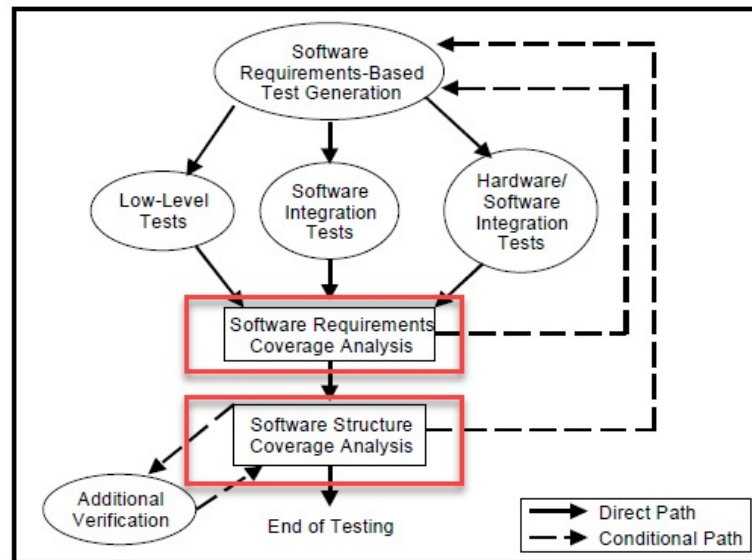 Software
Requirements-Based
Test Generation
Low-Level
Tests
Software
Integration
Tests
Hardware/
Software
Integration
Tests
Software Requirements
Coverage Analysis
Software Structure
Coverage Analysis
Additional
Verification
End of Testing
Direct Path
Conditional Path